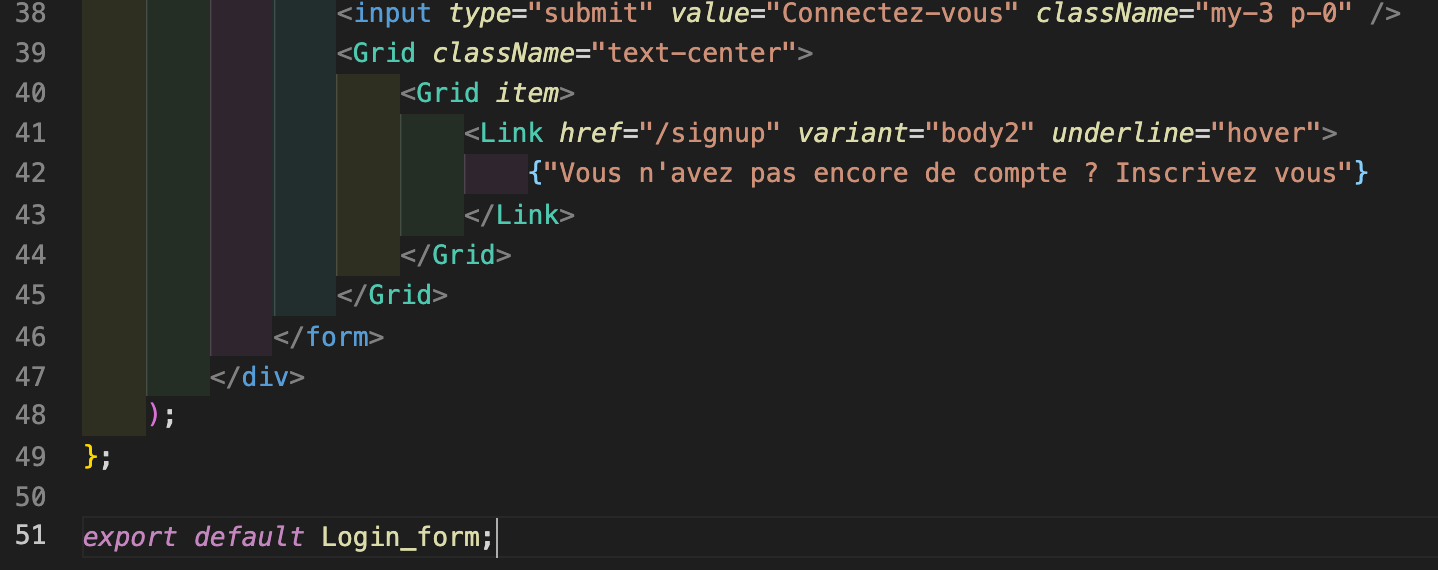 38 <input type="submit" value="Connectez-vous" className="my-3 p-0" />
39 <Grid className="text-center">
40 <Grid item>
41 <Link href="/signup" variant="body2" underline="hover">
42 {"Vous n'avez pas encore de compte ? Inscrivez vous"}
43 </Link>
44 </Grid>
45 </Grid>
46 </form>
47 </div>
48 );
49 };
50
51 export default Login_form;